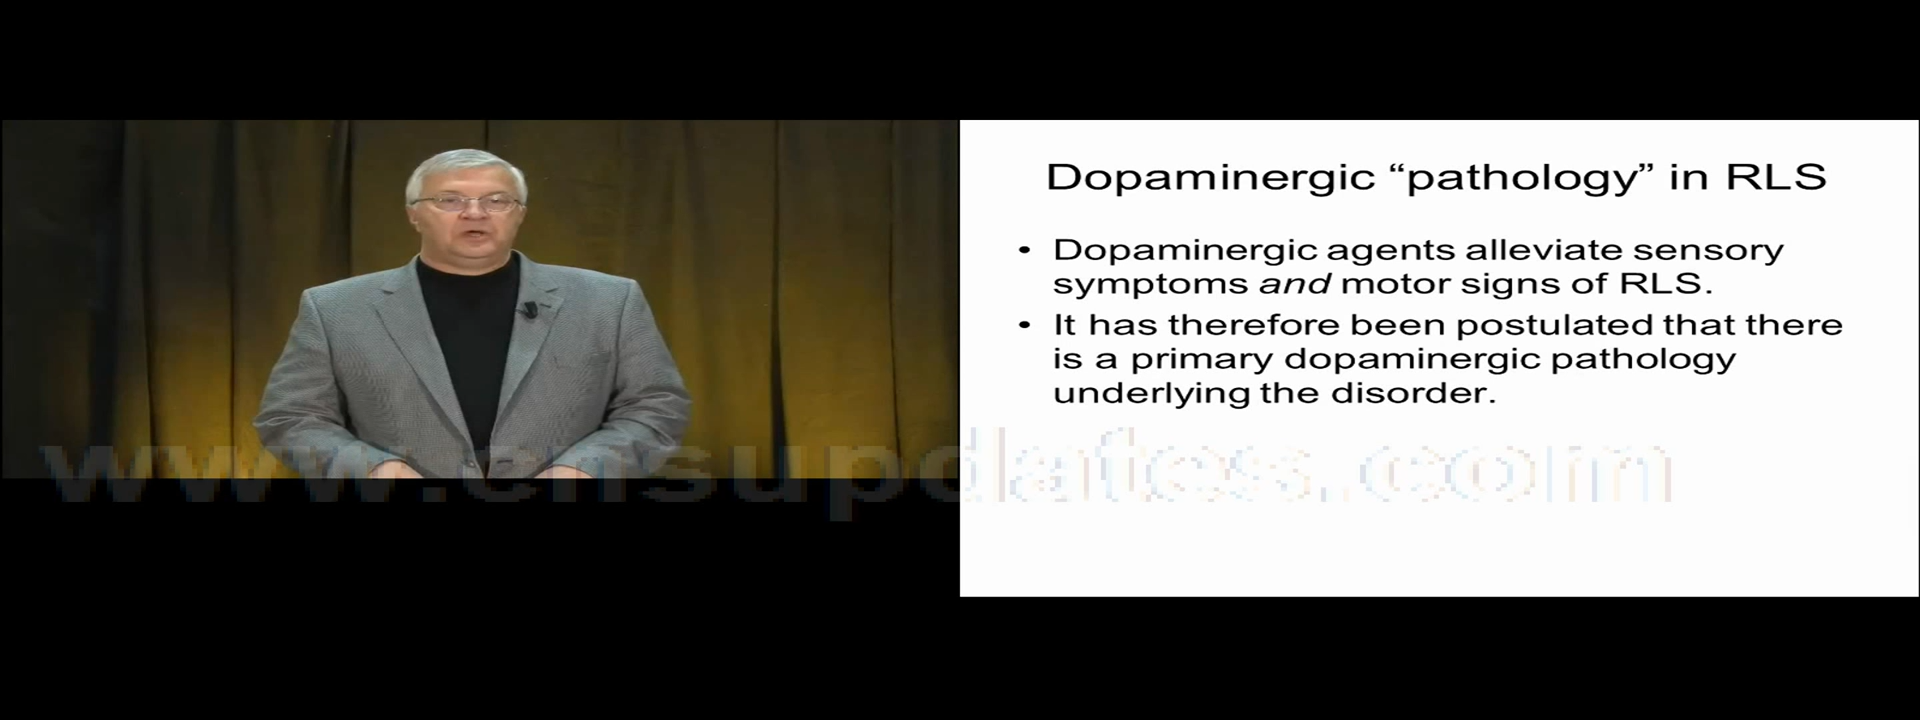 Dopaminergic “pathology” in RLS
• Dopaminergic agents alleviate sensory
symptoms and motor signs of RLS.
• It has therefore been postulated that there
is a primary dopaminergic pathology
underlying the disorder.
www.cnsupdates.com